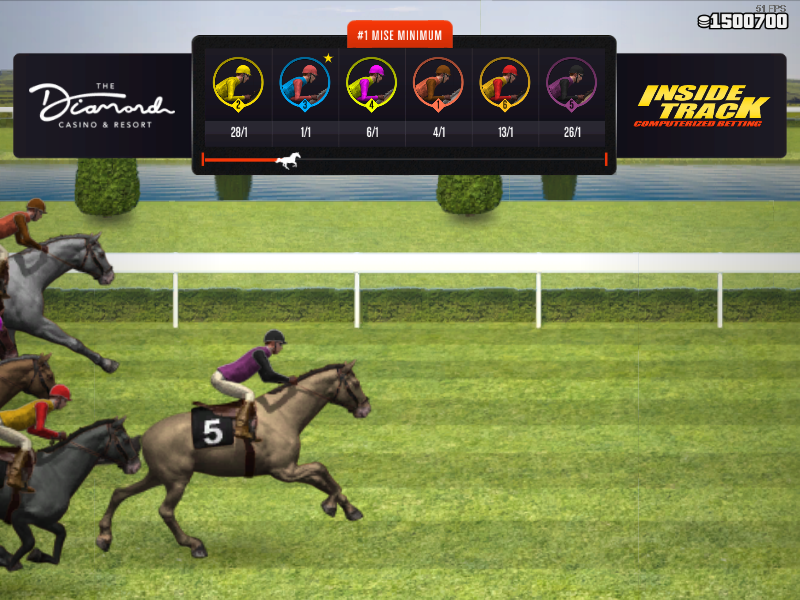 51 FPS
1500700
#1 MISE MINIMUM
THE
Diamond
CASINO & RESORT
2
3
4
1
6
5
28/1
1/1
6/1
4/1
13/1
26/1
INSIDE
TRACK
COMPUTERIZED BETTING
5